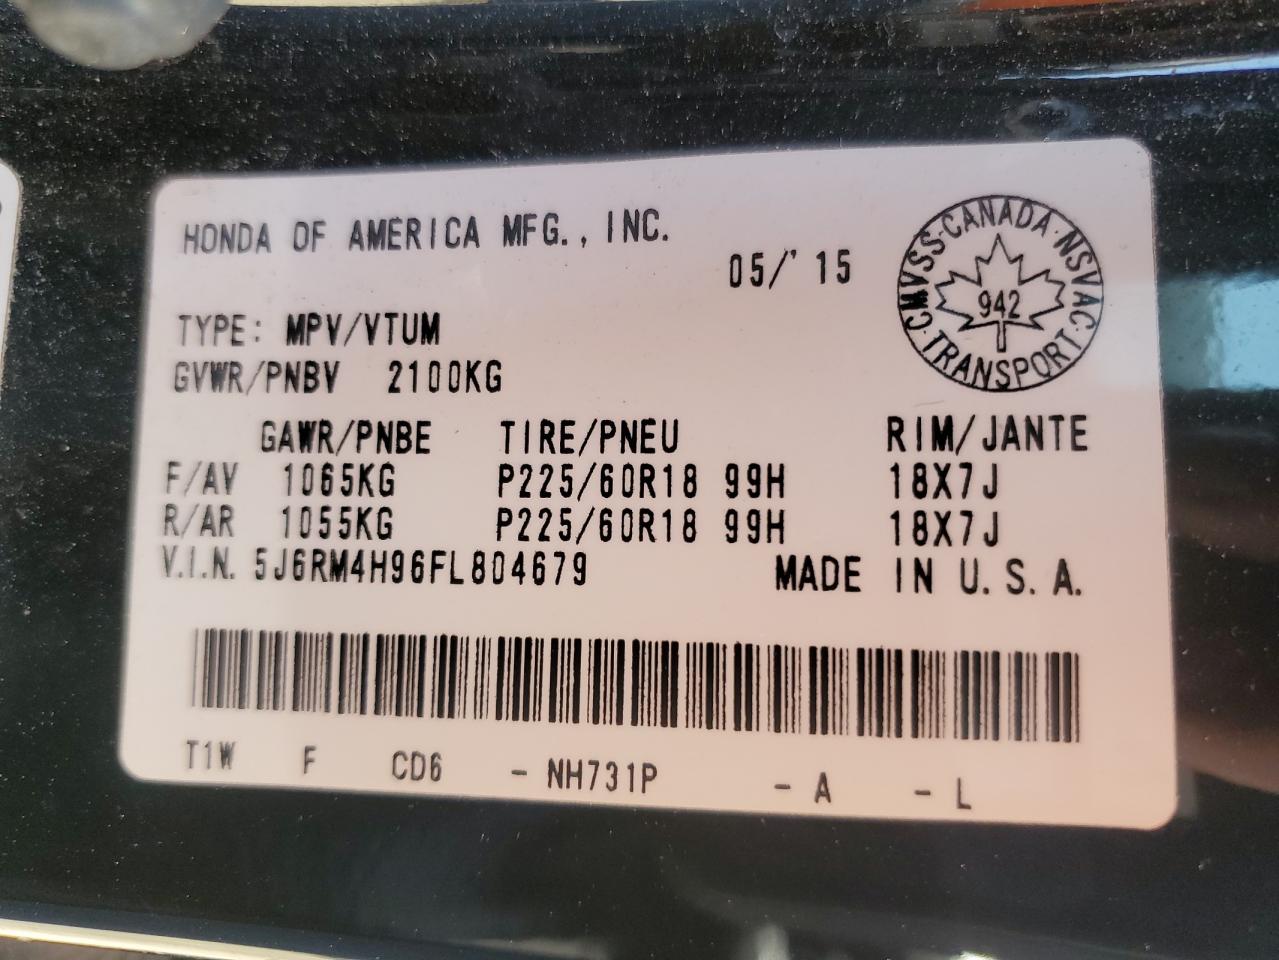 HONDA OF AMERICA MFG., INC.
05/'15
CMVSS·CANADA·NSVAC·TRANSPORT·
942
TYPE: MPV/VTUM
GVWR/PNBV 2100KG
GAWR/PNBE TIRE/PNEU RIM/JANTE
F/AV 1065KG P225/60R18 99H 18X7J
R/AR 1055KG P225/60R18 99H 18X7J
V.I.N. 5J6RM4H96FL804679 MADE IN U.S.A.
T1W F CD6 - NH731P - A - L